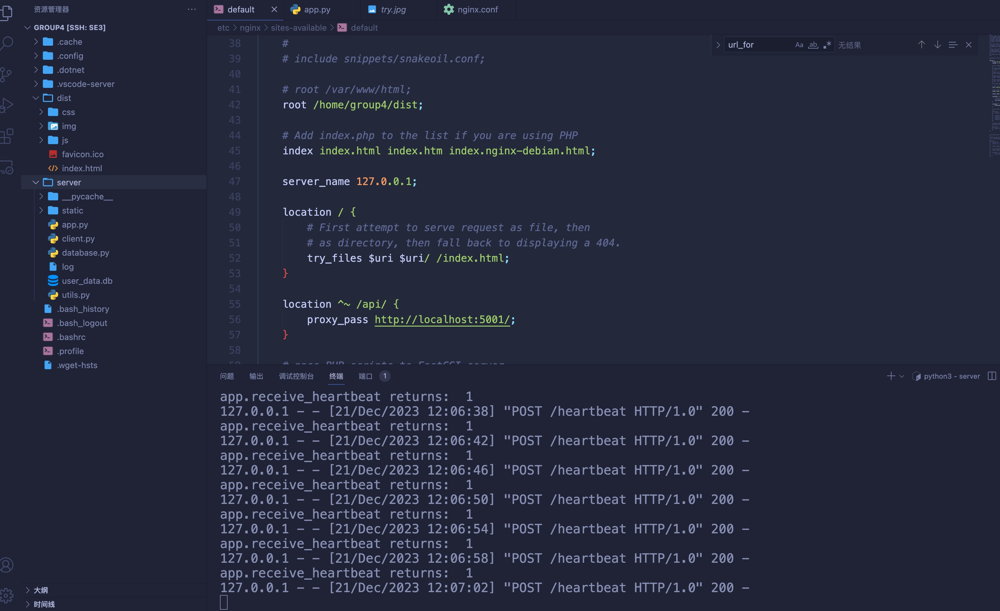 资源管理器
GROUP4 [SSH: SE3]
.cache
.config
.dotnet
.vscode-server
dist
css
img
js
favicon.ico
index.html
server
__pycache__
static
app.py
client.py
database.py
log
user_data.db
utils.py
.bash_history
.bash_logout
.bashrc
.profile
.wget-hsts
大纲
时间线
default
app.py
try.jpg
nginx.conf
etc > nginx > sites-available > default
url_for
Aa ab .*
无结果
38 #
39 # include snippets/snakeoil.conf;
40
41 # root /var/www/html;
42 root /home/group4/dist;
43
44 # Add index.php to the list if you are using PHP
45 index index.html index.htm index.nginx-debian.html;
46
47 server_name 127.0.0.1;
48
49 location / {
50 # First attempt to serve request as file, then
51 # as directory, then fall back to displaying a 404.
52 try_files $uri $uri/ /index.html;
53 }
54
55 location ^~ /api/ {
56 proxy_pass http://localhost:5001/;
57 }
58
59 # pass PHP scripts to FastCGI server
问题 输出 调试控制台 终端 端口 1
python3 - server
app.receive_heartbeat returns:  1
127.0.0.1 - - [21/Dec/2023 12:06:38] "POST /heartbeat HTTP/1.0" 200 -
app.receive_heartbeat returns:  1
127.0.0.1 - - [21/Dec/2023 12:06:42] "POST /heartbeat HTTP/1.0" 200 -
app.receive_heartbeat returns:  1
127.0.0.1 - - [21/Dec/2023 12:06:46] "POST /heartbeat HTTP/1.0" 200 -
app.receive_heartbeat returns:  1
127.0.0.1 - - [21/Dec/2023 12:06:50] "POST /heartbeat HTTP/1.0" 200 -
app.receive_heartbeat returns:  1
127.0.0.1 - - [21/Dec/2023 12:06:54] "POST /heartbeat HTTP/1.0" 200 -
app.receive_heartbeat returns:  1
127.0.0.1 - - [21/Dec/2023 12:06:58] "POST /heartbeat HTTP/1.0" 200 -
app.receive_heartbeat returns:  1
127.0.0.1 - - [21/Dec/2023 12:07:02] "POST /heartbeat HTTP/1.0" 200 -